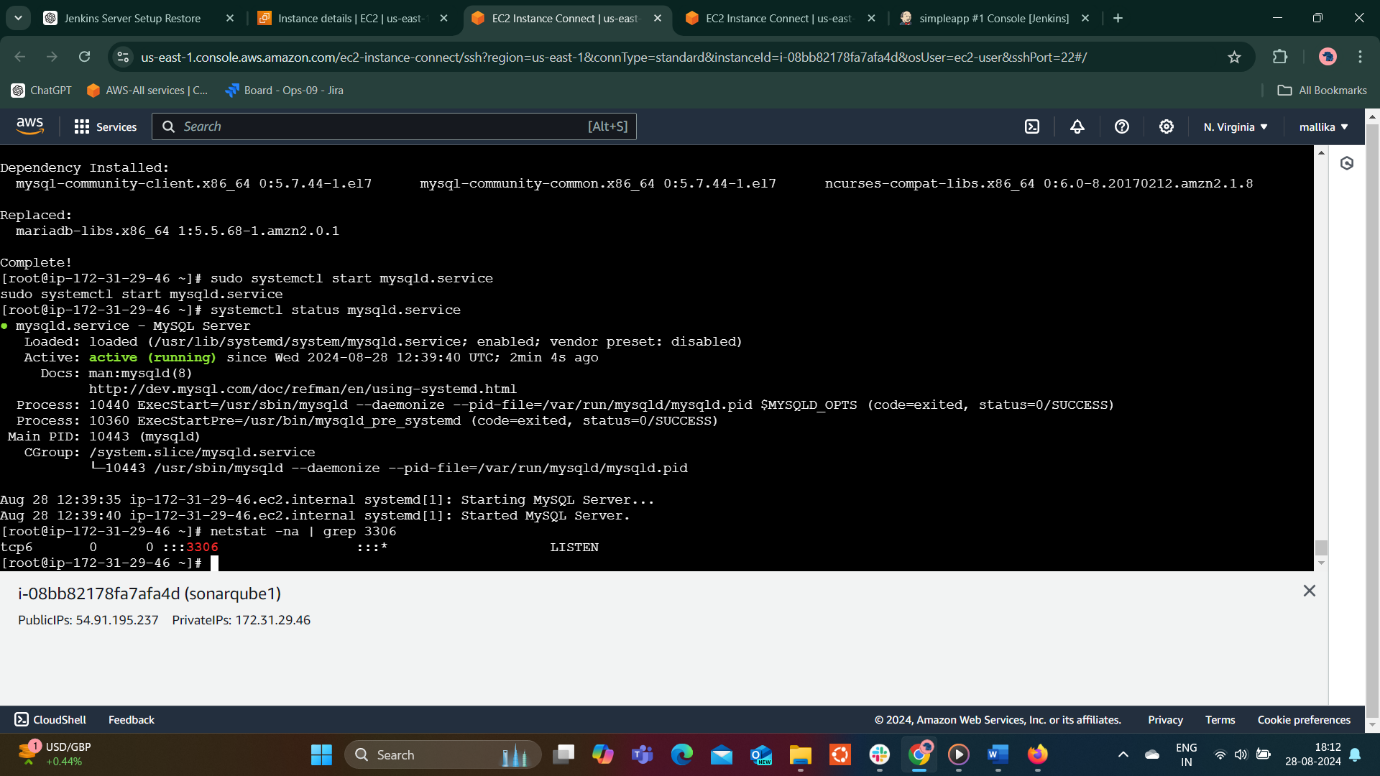 Jenkins Server Setup Restore
Instance details | EC2 | us-east-
EC2 Instance Connect | us-east
EC2 Instance Connect | us-east
simpleapp #1 Console [Jenkins]
us-east-1.console.aws.amazon.com/ec2-instance-connect/ssh?region=us-east-1&connType=standard&instanceId=i-08bb82178fa7afa4d&osUser=ec2-user&sshPort=22#/
ChatGPT
AWS-All services | C...
Board - Ops-09 - Jira
All Bookmarks
aws
Services
Search
[Alt+S]
N. Virginia
mallika
Dependency Installed:
mysql-community-client.x86_64 0:5.7.44-1.el7 mysql-community-common.x86_64 0:5.7.44-1.el7 ncurses-compat-libs.x86_64 0:6.0-8.20170212.amzn2.1.8
Replaced:
mariadb-libs.x86_64 1:5.5.68-1.amzn2.0.1
Complete!
[root@ip-172-31-29-46 ~]# sudo systemctl start mysqld.service
sudo systemctl start mysqld.service
[root@ip-172-31-29-46 ~]# systemctl status mysqld.service
● mysqld.service - MySQL Server
Loaded: loaded (/usr/lib/systemd/system/mysqld.service; enabled; vendor preset: disabled)
Active: active (running) since Wed 2024-08-28 12:39:40 UTC; 2min 4s ago
Docs: man:mysqld(8)
http://dev.mysql.com/doc/refman/en/using-systemd.html
Process: 10440 ExecStart=/usr/sbin/mysqld --daemonize --pid-file=/var/run/mysqld/mysqld.pid $MYSQLD_OPTS (code=exited, status=0/SUCCESS)
Process: 10360 ExecStartPre=/usr/bin/mysqld_pre_systemd (code=exited, status=0/SUCCESS)
Main PID: 10443 (mysqld)
CGroup: /system.slice/mysqld.service
└─10443 /usr/sbin/mysqld --daemonize --pid-file=/var/run/mysqld/mysqld.pid
Aug 28 12:39:35 ip-172-31-29-46.ec2.internal systemd[1]: Starting MySQL Server...
Aug 28 12:39:40 ip-172-31-29-46.ec2.internal systemd[1]: Started MySQL Server.
[root@ip-172-31-29-46 ~]# netstat -na | grep 3306
tcp6 0 0 :::3306 :::* LISTEN
[root@ip-172-31-29-46 ~]#
i-08bb82178fa7afa4d (sonarqube1)
PublicIPs: 54.91.195.237 PrivateIPs: 172.31.29.46
CloudShell
Feedback
© 2024, Amazon Web Services, Inc. or its affiliates.
Privacy
Terms
Cookie preferences
1
USD/GBP
+0.44%
Search
NEW
ENG
IN
18:12
28-08-2024